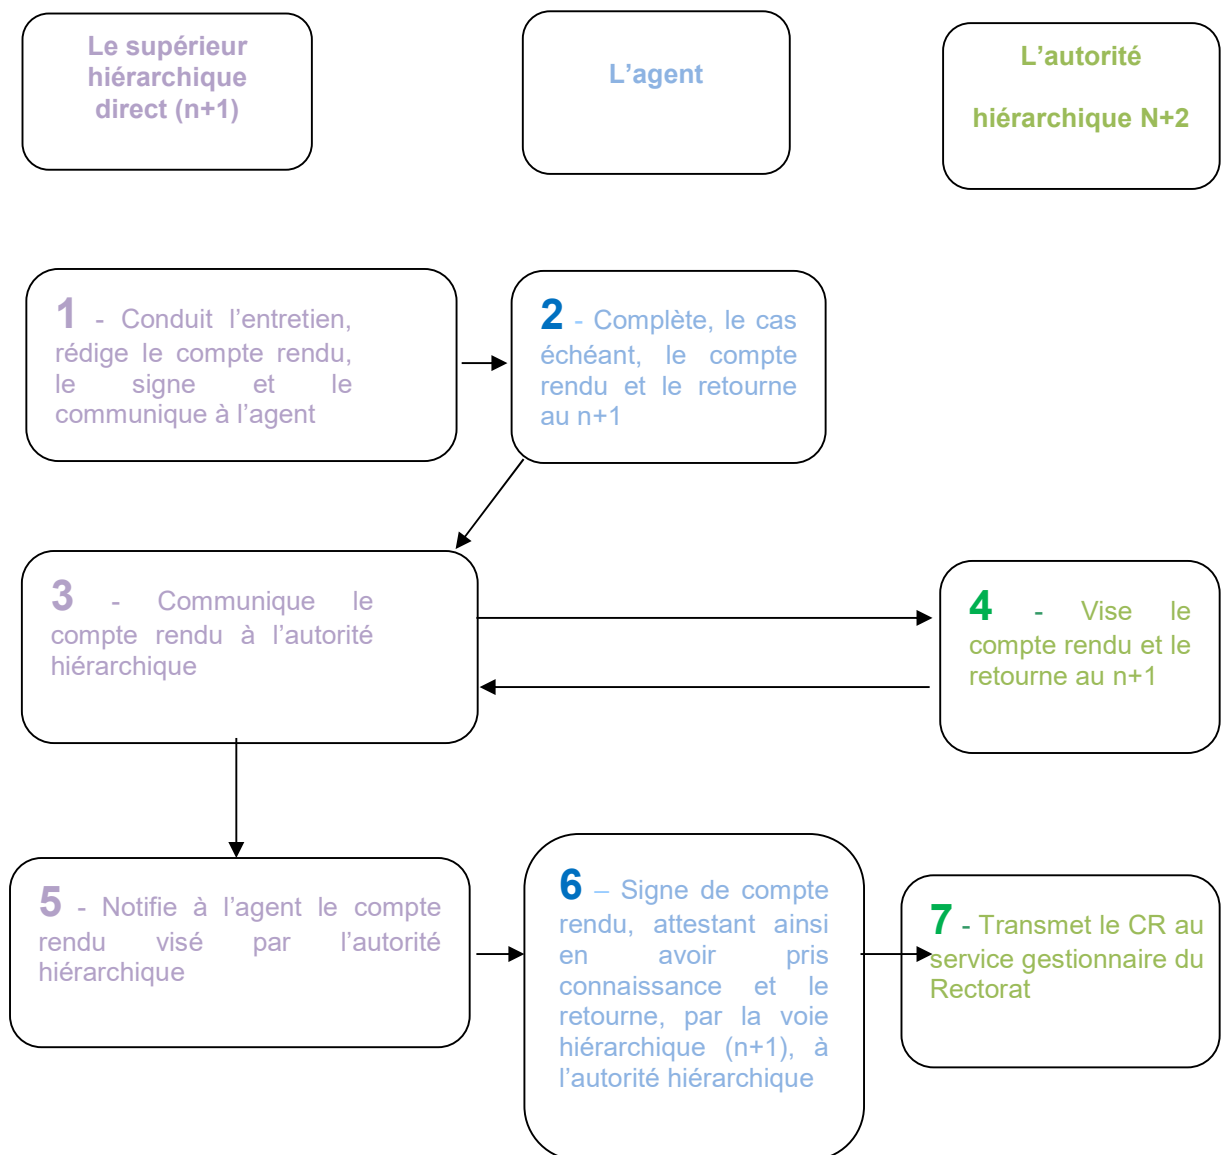 Le supérieur
hiérarchique
direct (n+1)
L’agent
L’autorité
hiérarchique N+2
1 - Conduit l’entretien,
rédige le compte rendu,
le signe et le
communique à l’agent
2 - Complète, le cas
échéant, le compte
rendu et le retourne
au n+1
3 - Communique le
compte rendu à l’autorité
hiérarchique
4 - Vise le
compte rendu et le
retourne au n+1
5 - Notifie à l’agent le compte
rendu visé par l’autorité
hiérarchique
6 – Signe de compte
rendu, attestant ainsi
en avoir pris
connaissance et le
retourne, par la voie
hiérarchique (n+1), à
l’autorité hiérarchique
7 - Transmet le CR au
service gestionnaire du
Rectorat